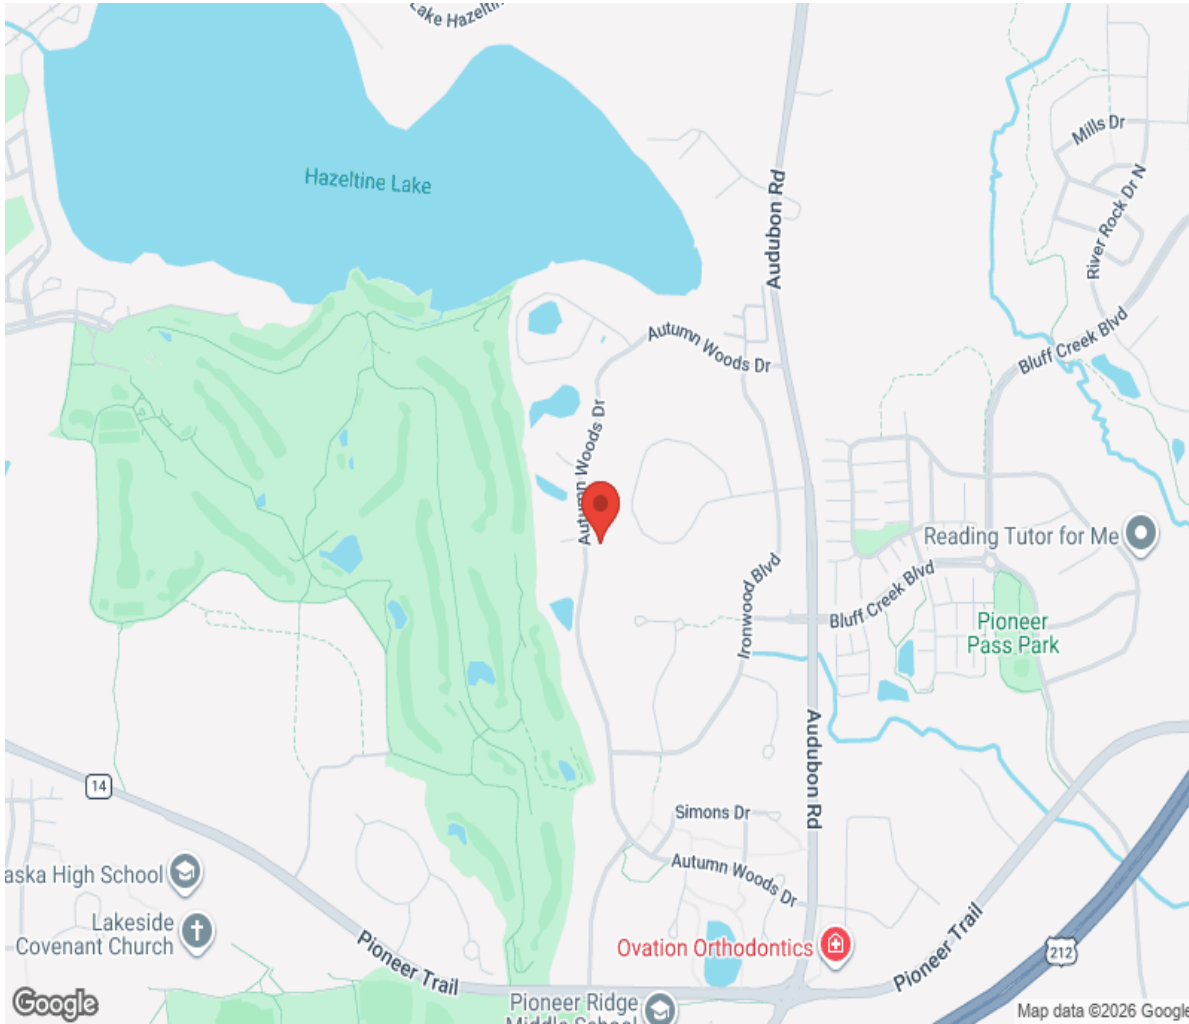 Lake Hazeltin
Hazeltine Lake
Mills Dr
Audubon Rd
River Rock Dr N
Autumn Woods Dr
Bluff Creek Blvd
Autumn Woods Dr
Reading Tutor for Me
Ironwood Blvd
Bluff Creek Blvd
Pioneer
Pass Park
14
Audubon Rd
Simons Dr
Autumn Woods Dr
aska High School
Lakeside
Covenant Church
Pioneer Trail
Ovation Orthodontics
Pioneer Trail
212
Pioneer Ridge
Middle School
Google
Map data ©2026 Google